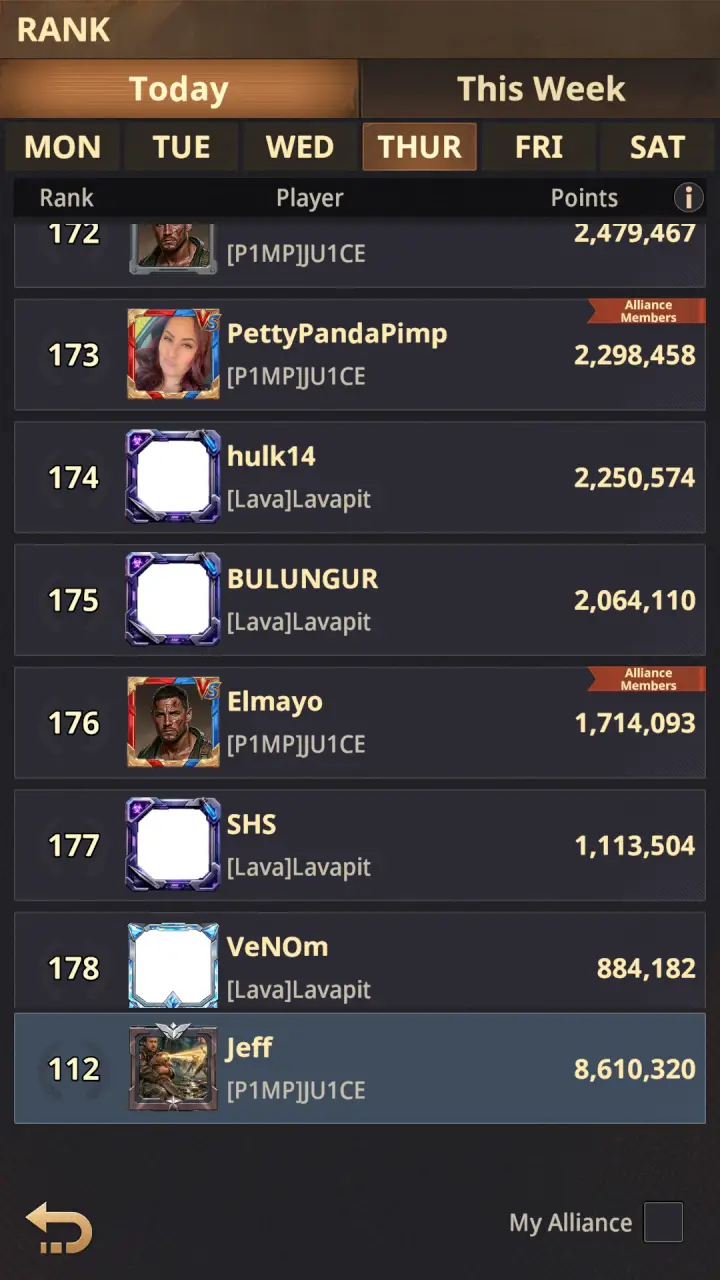 RANK
Today
This Week
MON
TUE
WED
THUR
FRI
SAT
Rank
Player
Points
172
2,479,467
[P1MP]JU1CE
Alliance
Members
173
PettyPandaPimp
2,298,458
[P1MP]JU1CE
174
hulk14
2,250,574
[Lava]Lavapit
175
BULUNGUR
2,064,110
[Lava]Lavapit
Alliance
Members
176
Elmayo
1,714,093
[P1MP]JU1CE
177
SHS
1,113,504
[Lava]Lavapit
178
VeNOm
884,182
[Lava]Lavapit
112
Jeff
8,610,320
[P1MP]JU1CE
My Alliance